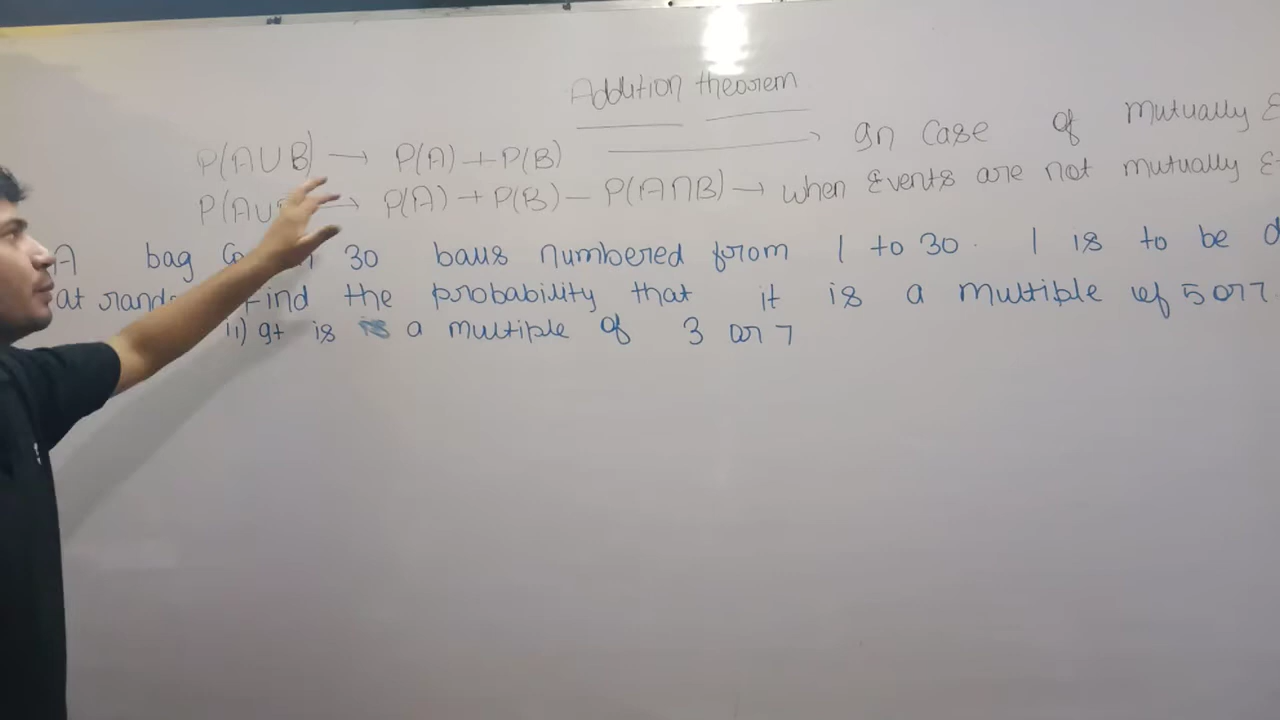 Addition theorem
P(A∪B) → P(A) + P(B) → In case of mutually
P(A∪ → P(A) + P(B) – P(A∩B) → when Events are not mutually
A bag 30 balls numbered from 1 to 30. 1 is to be
at Find the probability that it is a multiple of 5 or 7.
ii) It is a multiple of 3 or 7